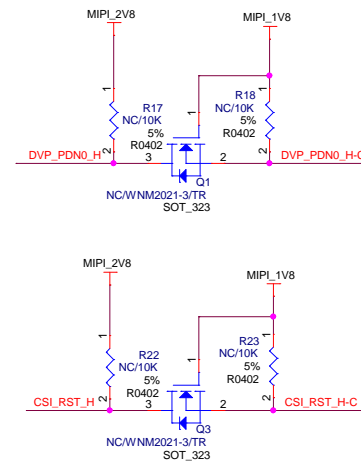 MIPI_2V8
MIPI_1V8
1
R17
NC/10K
5%
R0402
2
1
R18
NC/10K
5%
R0402
2
1
DVP_PDN0_H
3
2
DVP_PDN0_H-C
Q1
NC/WNM2021-3/TR
SOT_323
MIPI_2V8
MIPI_1V8
1
R22
NC/10K
5%
R0402
2
1
R23
NC/10K
5%
R0402
2
1
CSI_RST_H
3
2
CSI_RST_H-C
Q3
NC/WNM2021-3/TR
SOT_323